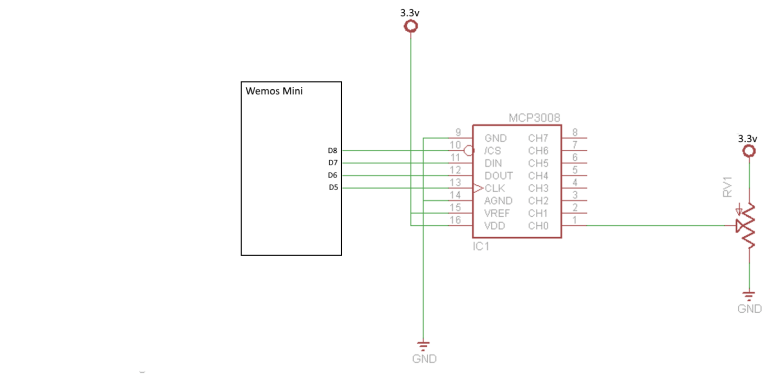 3.3v
Wemos Mini
MCP3008
9 GND CH7 8
D8 10 /CS CH6 7
D7 11 DIN CH5 6
D6 12 DOUT CH4 5
D5 13 CLK CH3 4
14 AGND CH2 3
15 VREF CH1 2
16 VDD CH0 1
IC1
3.3v
RV1
GND
GND